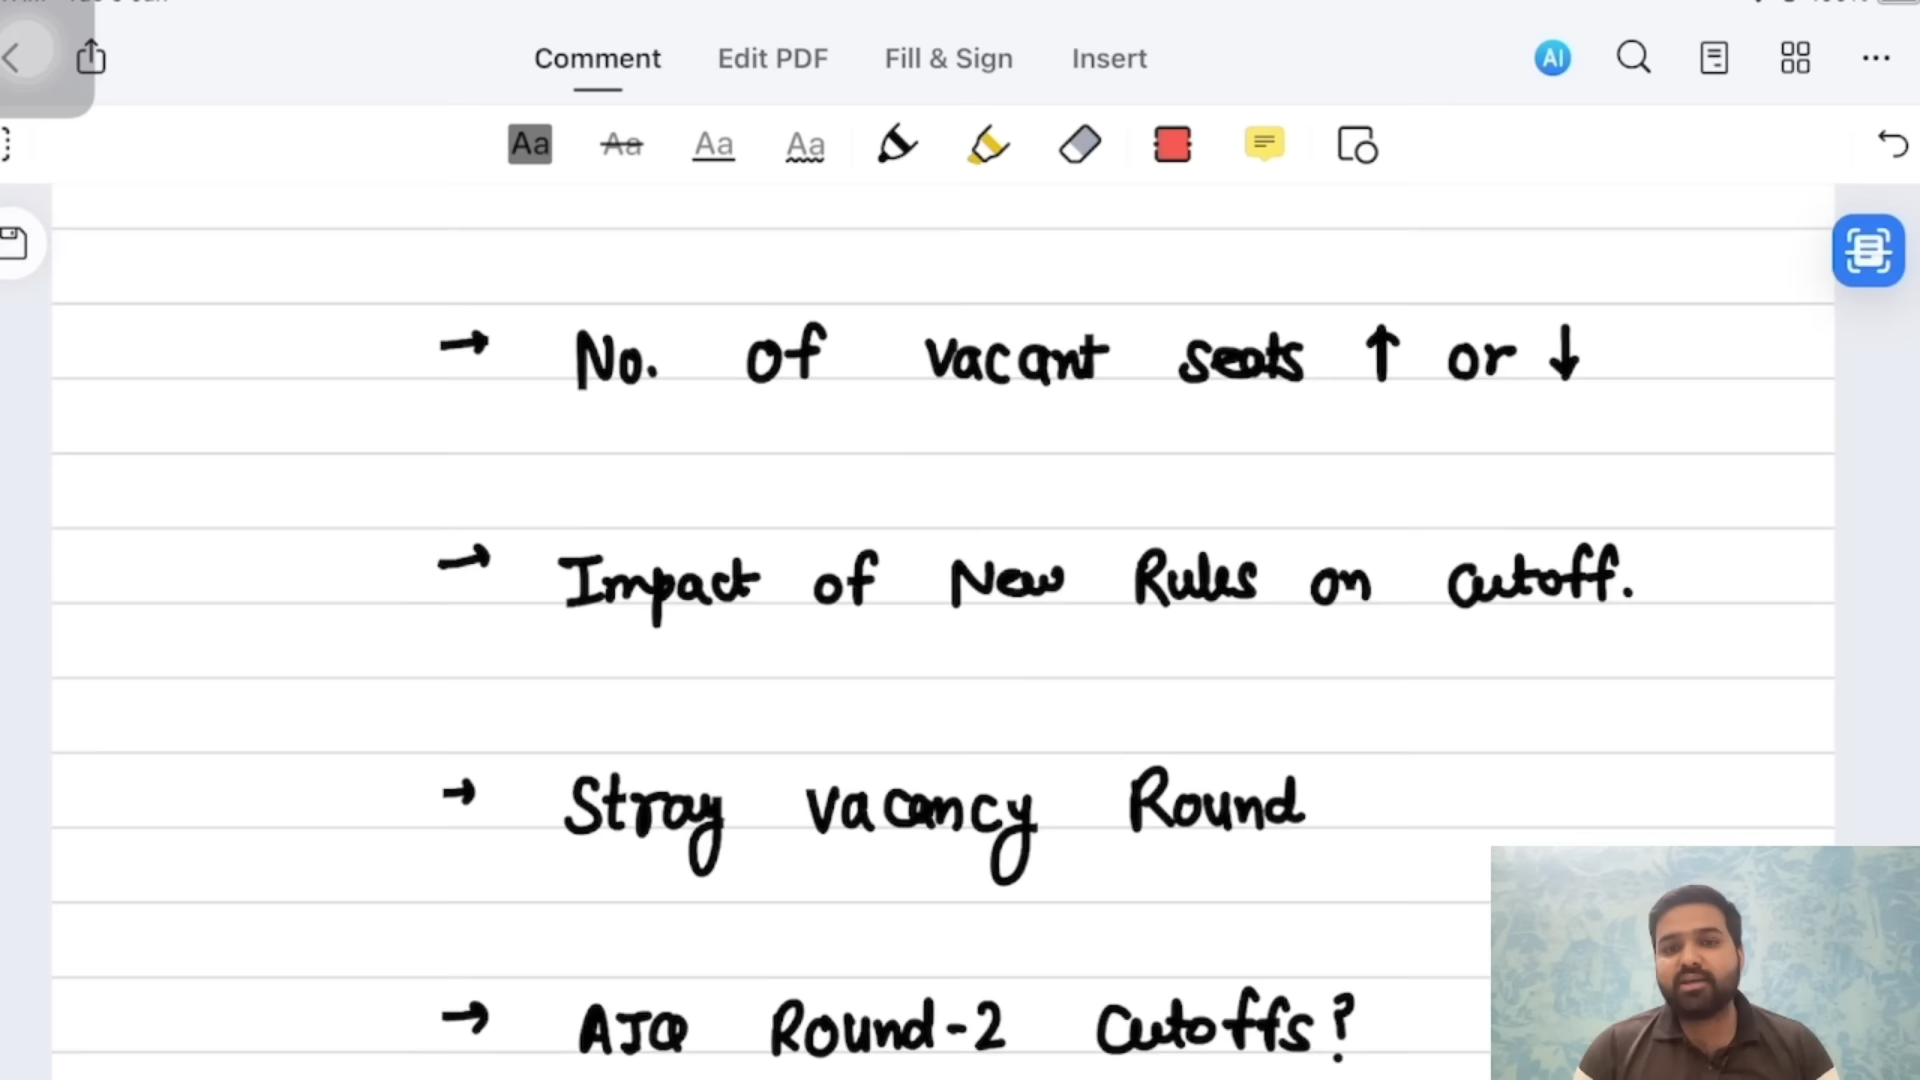 Comment Edit PDF Fill & Sign Insert AI
Aa Aa Aa Aa
→ No. of vacant seats ↑ or ↓
→ Impact of New Rules on cutoff.
→ Stray vacancy Round
→ AIQ Round-2 Cutoffs?